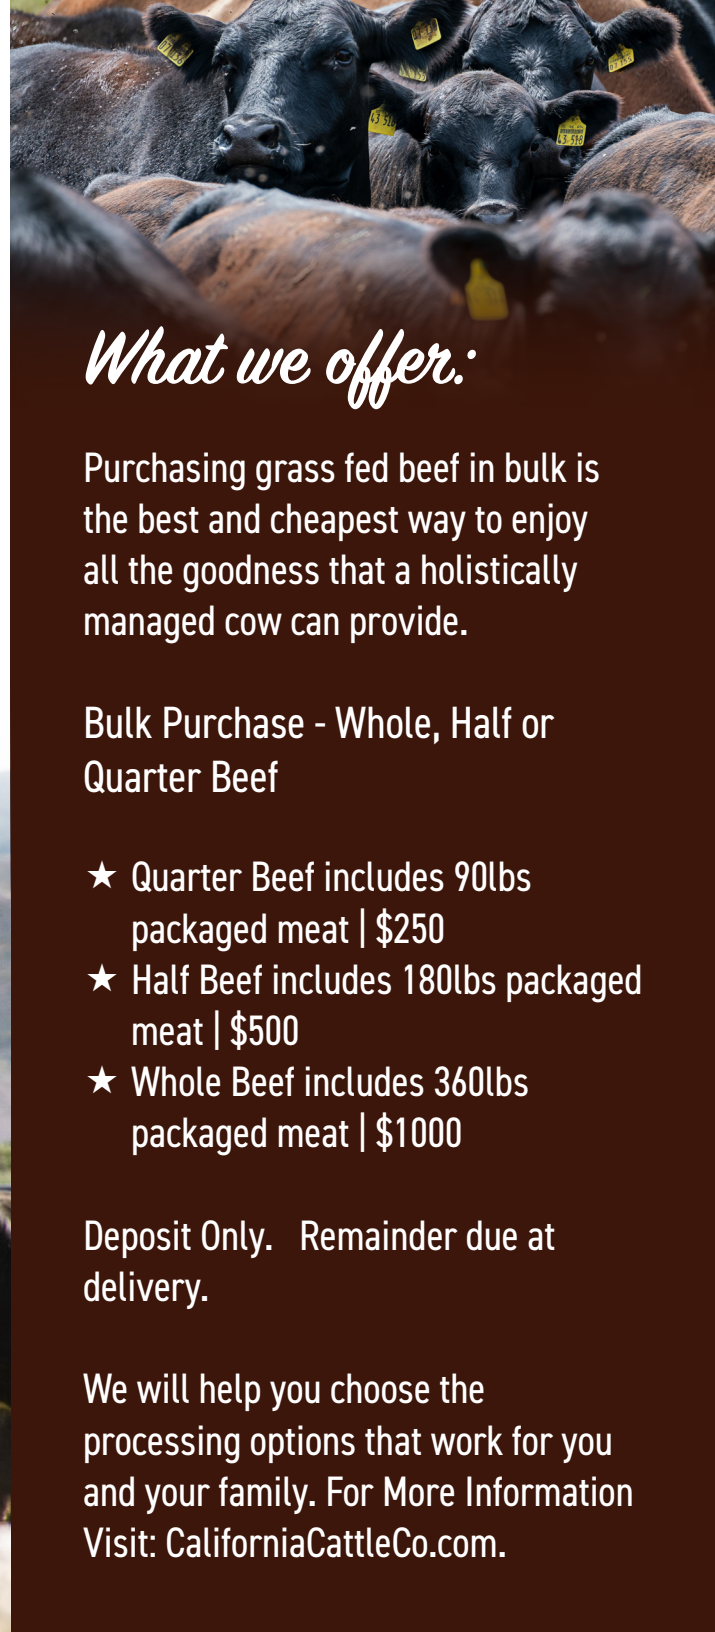 What we offer:
Purchasing grass fed beef in bulk is
the best and cheapest way to enjoy
all the goodness that a holistically
managed cow can provide.
Bulk Purchase - Whole, Half or
Quarter Beef
★ Quarter Beef includes 90lbs
packaged meat | $250
★ Half Beef includes 180lbs packaged
meat | $500
★ Whole Beef includes 360lbs
packaged meat | $1000
Deposit Only.   Remainder due at
delivery.
We will help you choose the
processing options that work for you
and your family. For More Information
Visit: CaliforniaCattleCo.com.